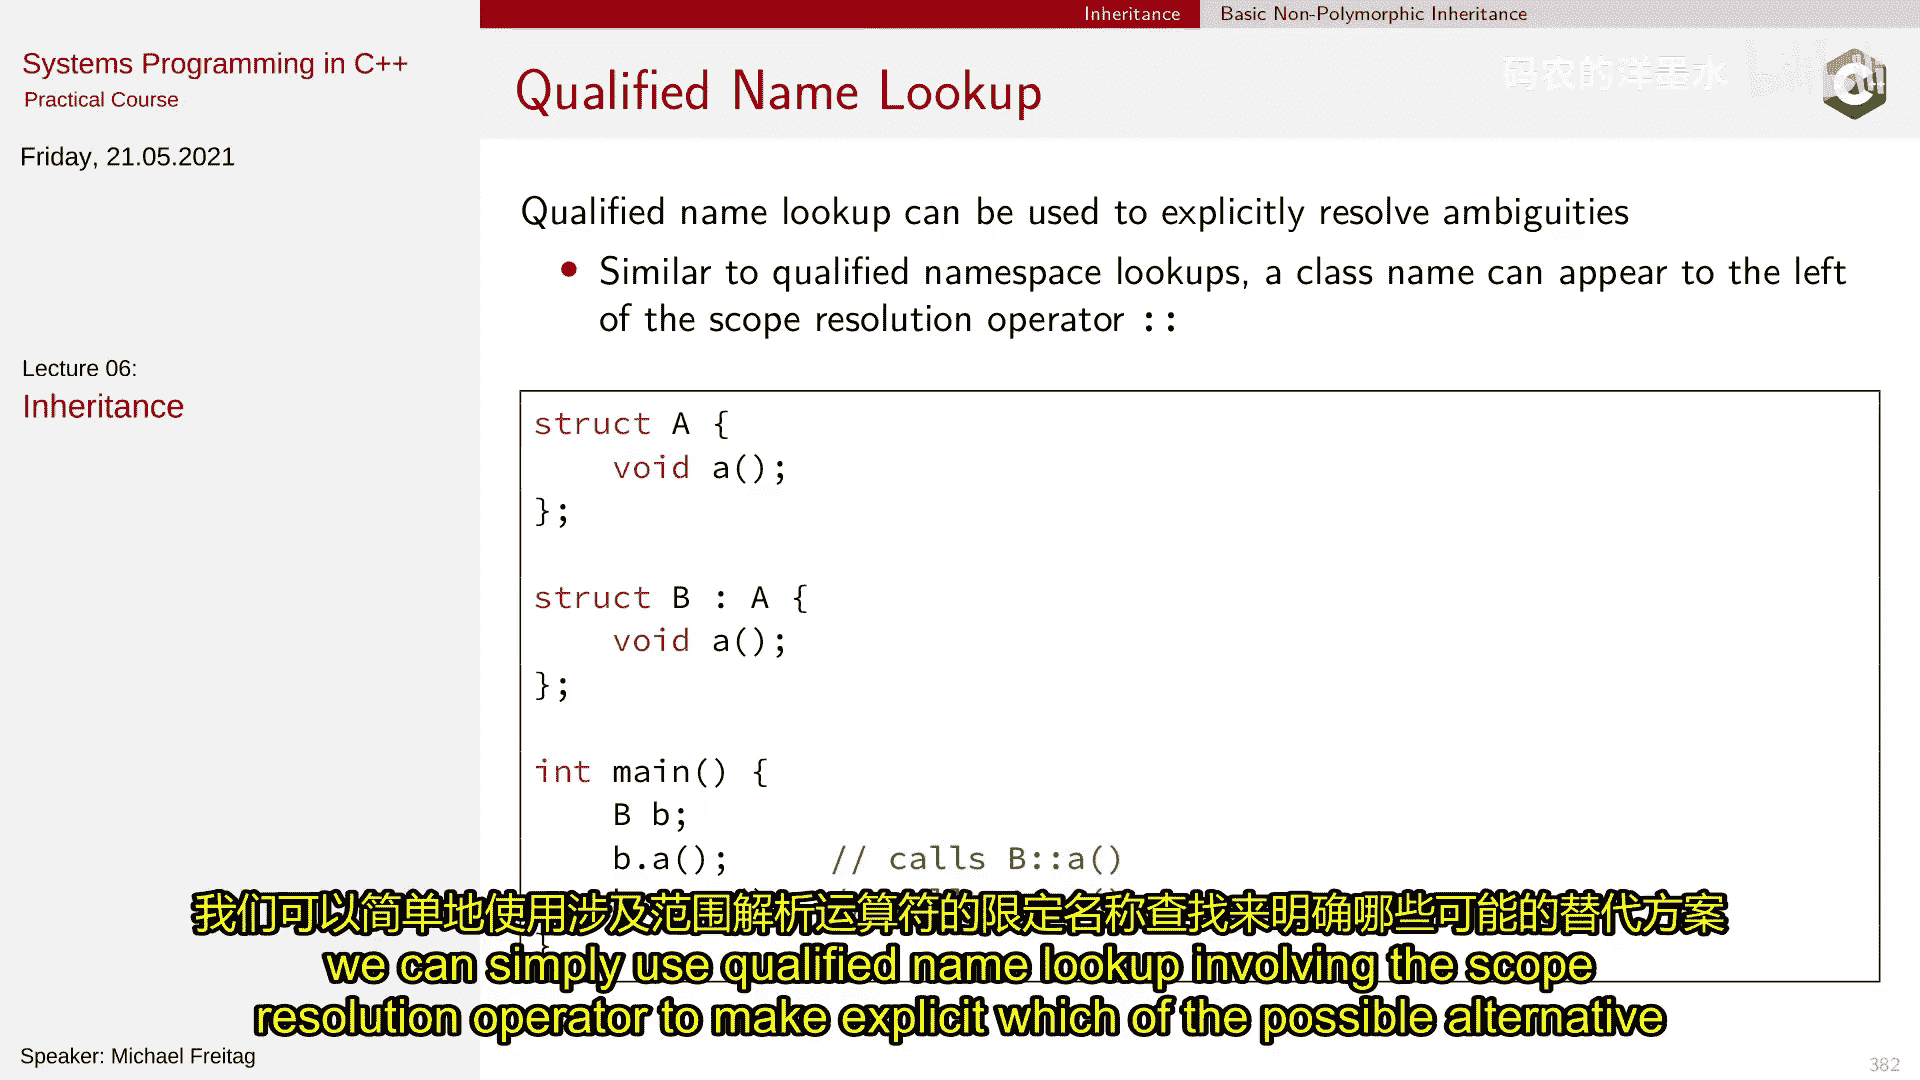 Inheritance
Basic Non-Polymorphic Inheritance
Systems Programming in C++
Practical Course
Friday, 21.05.2021
Lecture 06:
Inheritance
Qualified Name Lookup
码农的洋墨水
Qualified name lookup can be used to explicitly resolve ambiguities
Similar to qualified namespace lookups, a class name can appear to the left
of the scope resolution operator ::
struct A {
void a();
};
struct B : A {
void a();
};
int main() {
B b;
b.a(); // calls B::a()
}
我们可以简单地使用涉及范围解析运算符的限定名称查找来明确哪些可能的替代方案
we can simply use qualified name lookup involving the scope
resolution operator to make explicit which of the possible alternative
Speaker: Michael Freitag
382